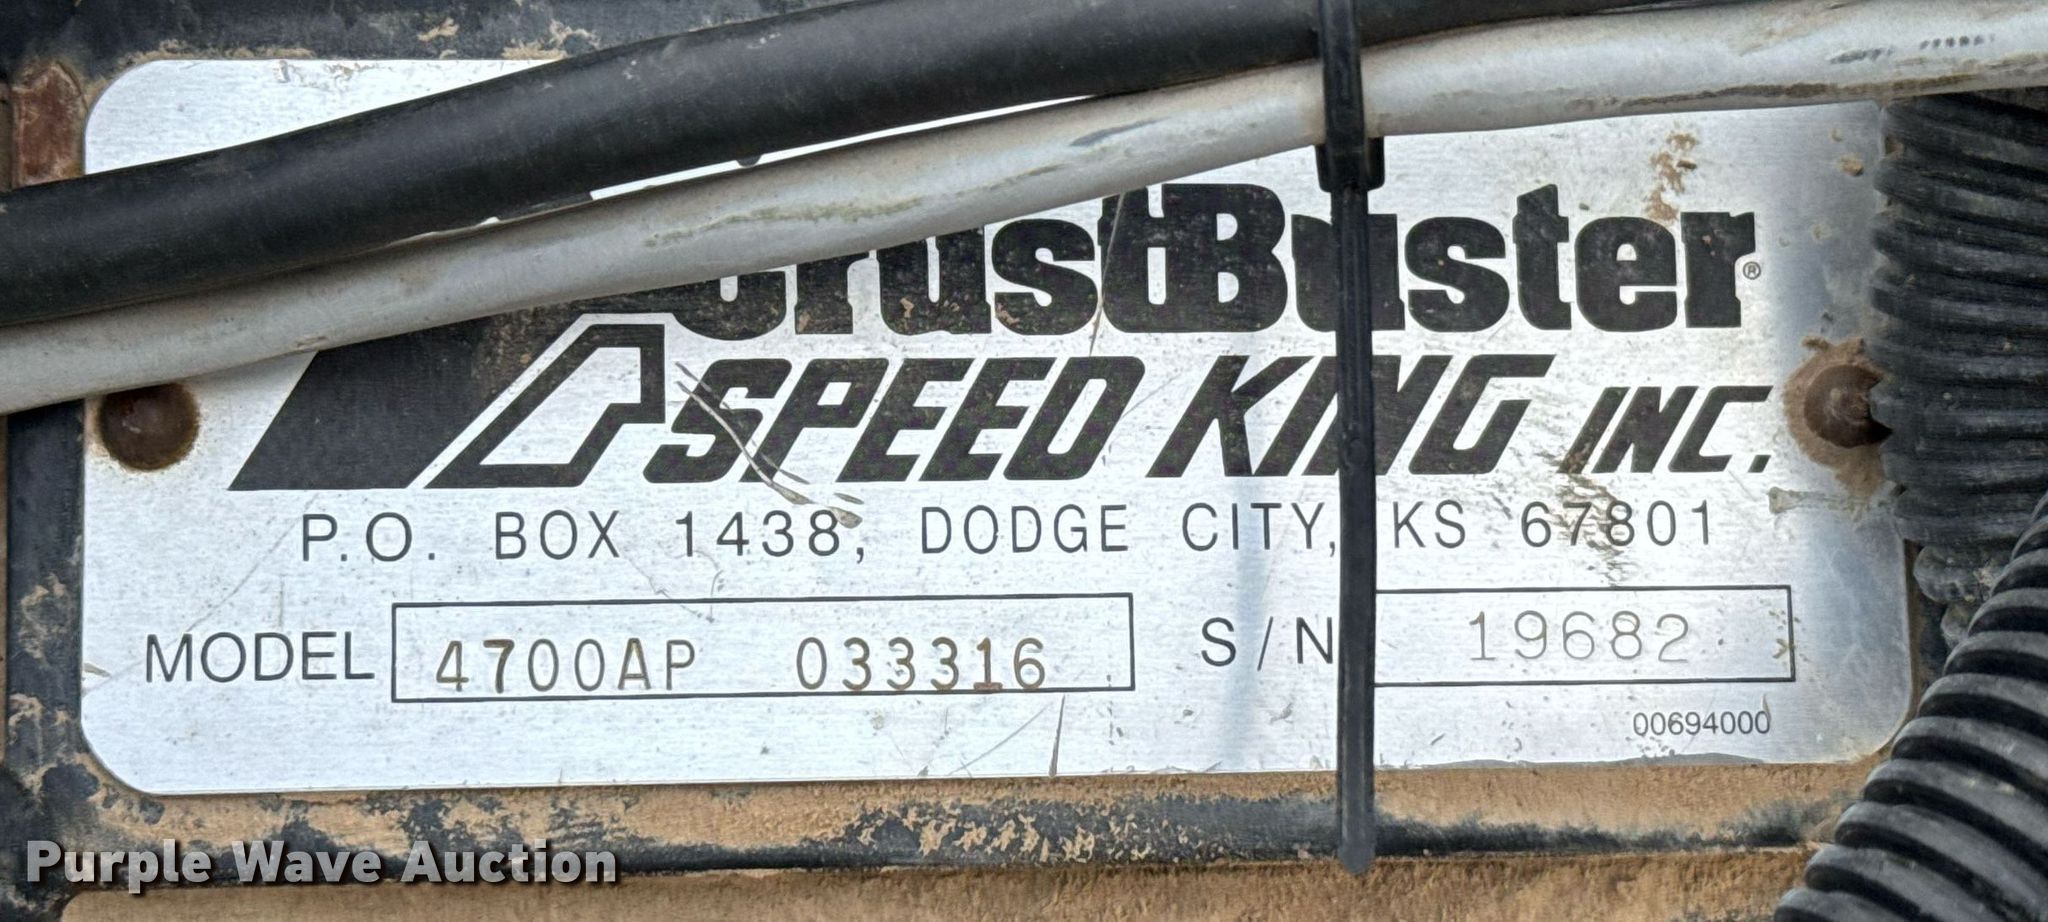 CrustBuster®
SPEED KING INC.
P.O. BOX 1438, DODGE CITY, KS 67801
MODEL 4700AP 033316 S/N 19682
00694000
Purple Wave Auction